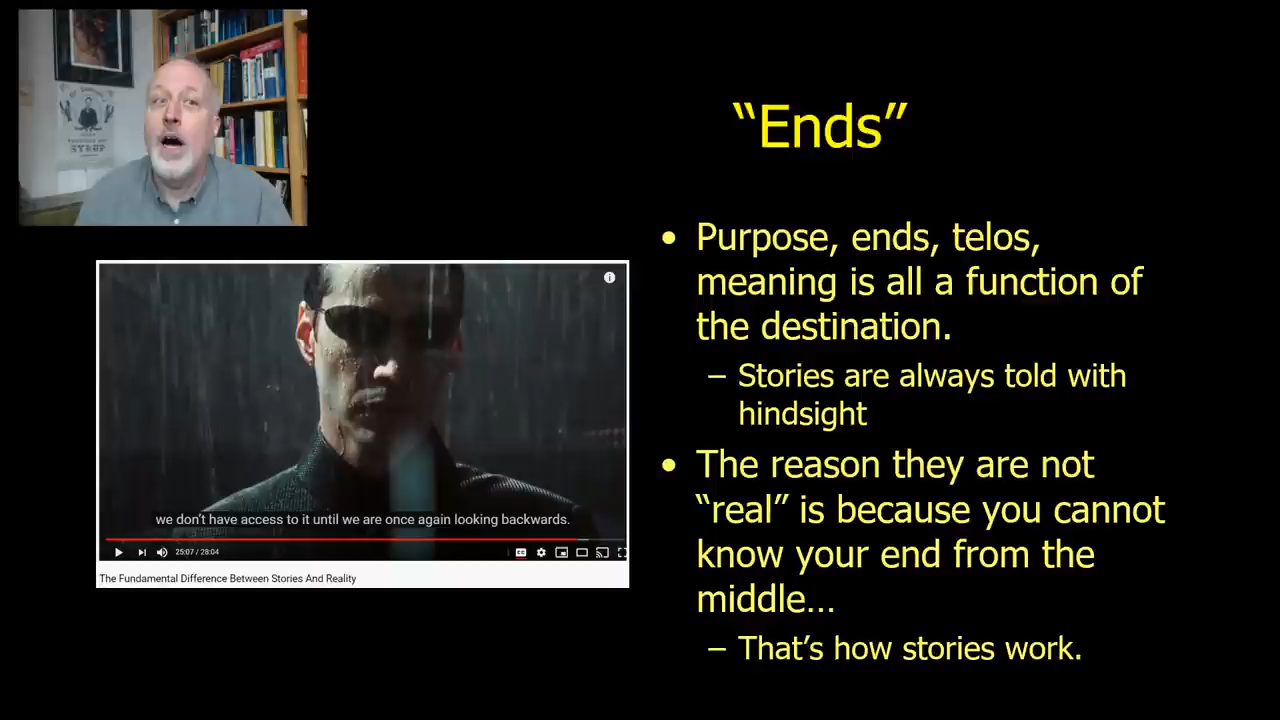 SYRUP
“Ends”
• Purpose, ends, telos,
meaning is all a function of
the destination.
– Stories are always told with
hindsight
• The reason they are not
“real” is because you cannot
know your end from the
middle…
– That’s how stories work.
we don't have access to it until we are once again looking backwards.
25:07 / 28:04
The Fundamental Difference Between Stories And Reality